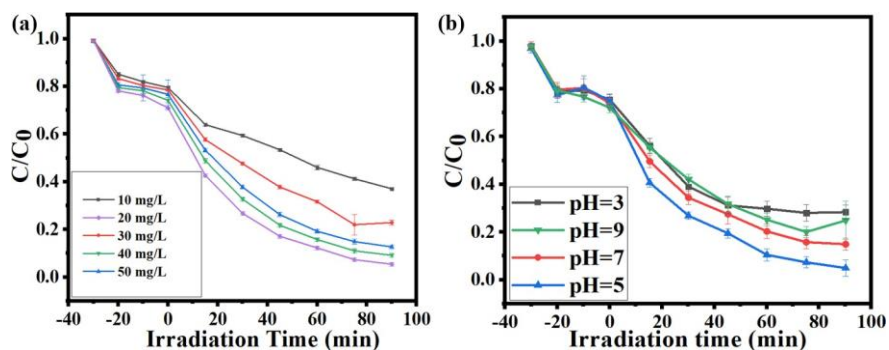 (a)
1.0
0.8
0.6
0.4
0.2
0.0
C/C0
10 mg/L
20 mg/L
30 mg/L
40 mg/L
50 mg/L
-40 -20 0 20 40 60 80 100
Irradiation Time (min)
(b)
1.0
0.8
0.6
0.4
0.2
0.0
C/C0
pH=3
pH=9
pH=7
pH=5
-40 -20 0 20 40 60 80 100
Irradiation time (min)